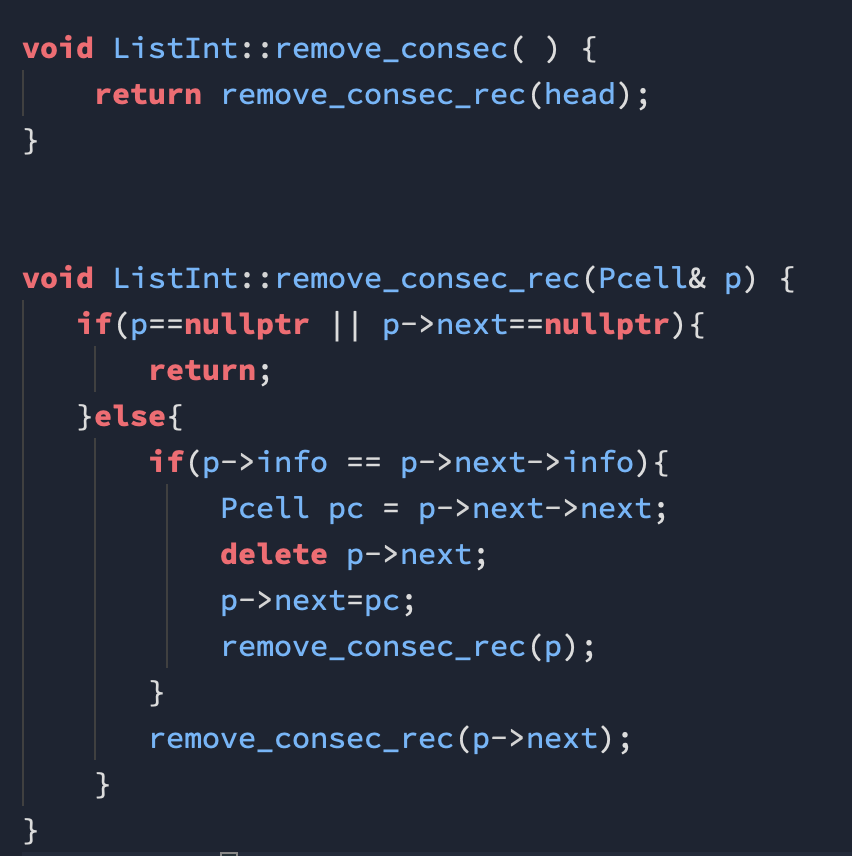 void ListInt::remove_consec( ) {
    return remove_consec_rec(head);
}
void ListInt::remove_consec_rec(Pcell& p) {
   if(p==nullptr || p->next==nullptr){
       return;
   }else{
       if(p->info == p->next->info){
           Pcell pc = p->next->next;
           delete p->next;
           p->next=pc;
           remove_consec_rec(p);
       }
       remove_consec_rec(p->next);
    }
}